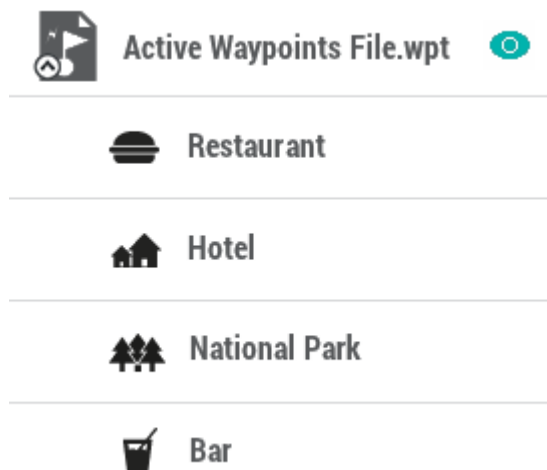 Active Waypoints File.wpt
Restaurant
Hotel
National Park
Bar